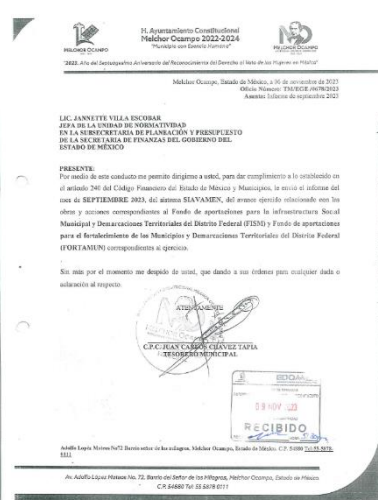 H. Ayuntamiento Constitucional
Melchor Ocampo 2022-2024
"Municipio con Esencia Humana"
MELCHOR OCAMPO
MELCHOR OCAMPO
"2023. Año del Septuagésimo Aniversario del Reconocimiento del Derecho al Voto de las Mujeres en México"
Melchor Ocampo, Estado de México, a 06 de noviembre de 2023
Oficio Número: TM/EGE/0678/2023
Asunto: Informe de septiembre 2023
LIC. JANNETTE VILLA ESCOBAR
JEFA DE LA UNIDAD DE NORMATIVIDAD
EN LA SUBSECRETARIA DE PLANEACIÓN Y PRESUPUESTO
DE LA SECRETARIA DE FINANZAS DEL GOBIERNO DEL
ESTADO DE MÉXICO
PRESENTE:
Por medio de este conducto me permito dirigirme a usted, para dar cumplimiento a lo establecido en
el artículo 240 del Código Financiero del Estado de México y Municipios, le envió el informe del
mes de SEPTIEMBRE 2023, del sistema SIAVAMEN, del avance ejercido relacionado con las
obras y acciones correspondientes al Fondo de aportaciones para la infraestructura Social
Municipal y Demarcaciones Territoriales del Distrito Federal (FISM) y Fondo de aportaciones
para el fortalecimiento de los Municipios y Demarcaciones Territoriales del Distrito Federal
(FORTAMUN) correspondientes al ejercicio.
Sin más por el momento me despido de usted, que dando a sus órdenes para cualquier duda o
aclaración al respecto.
ATENTAMENTE
C.P.C. JUAN CARLOS CHÁVEZ TAPIA
TESORERO MUNICIPAL
NOV 2023
RECIBIDO
Adolfo López Mateos No72 Barrio señor de los milagros, Melchor Ocampo, Estado de México. C.P. 54880 Tel: 55-5878-
0111
Av. Adolfo López Mateos No. 72, Barrio del Señor de los Milagros, Melchor Ocampo, Estado de México
C.P. 54880 Tel: 55 5878 0111